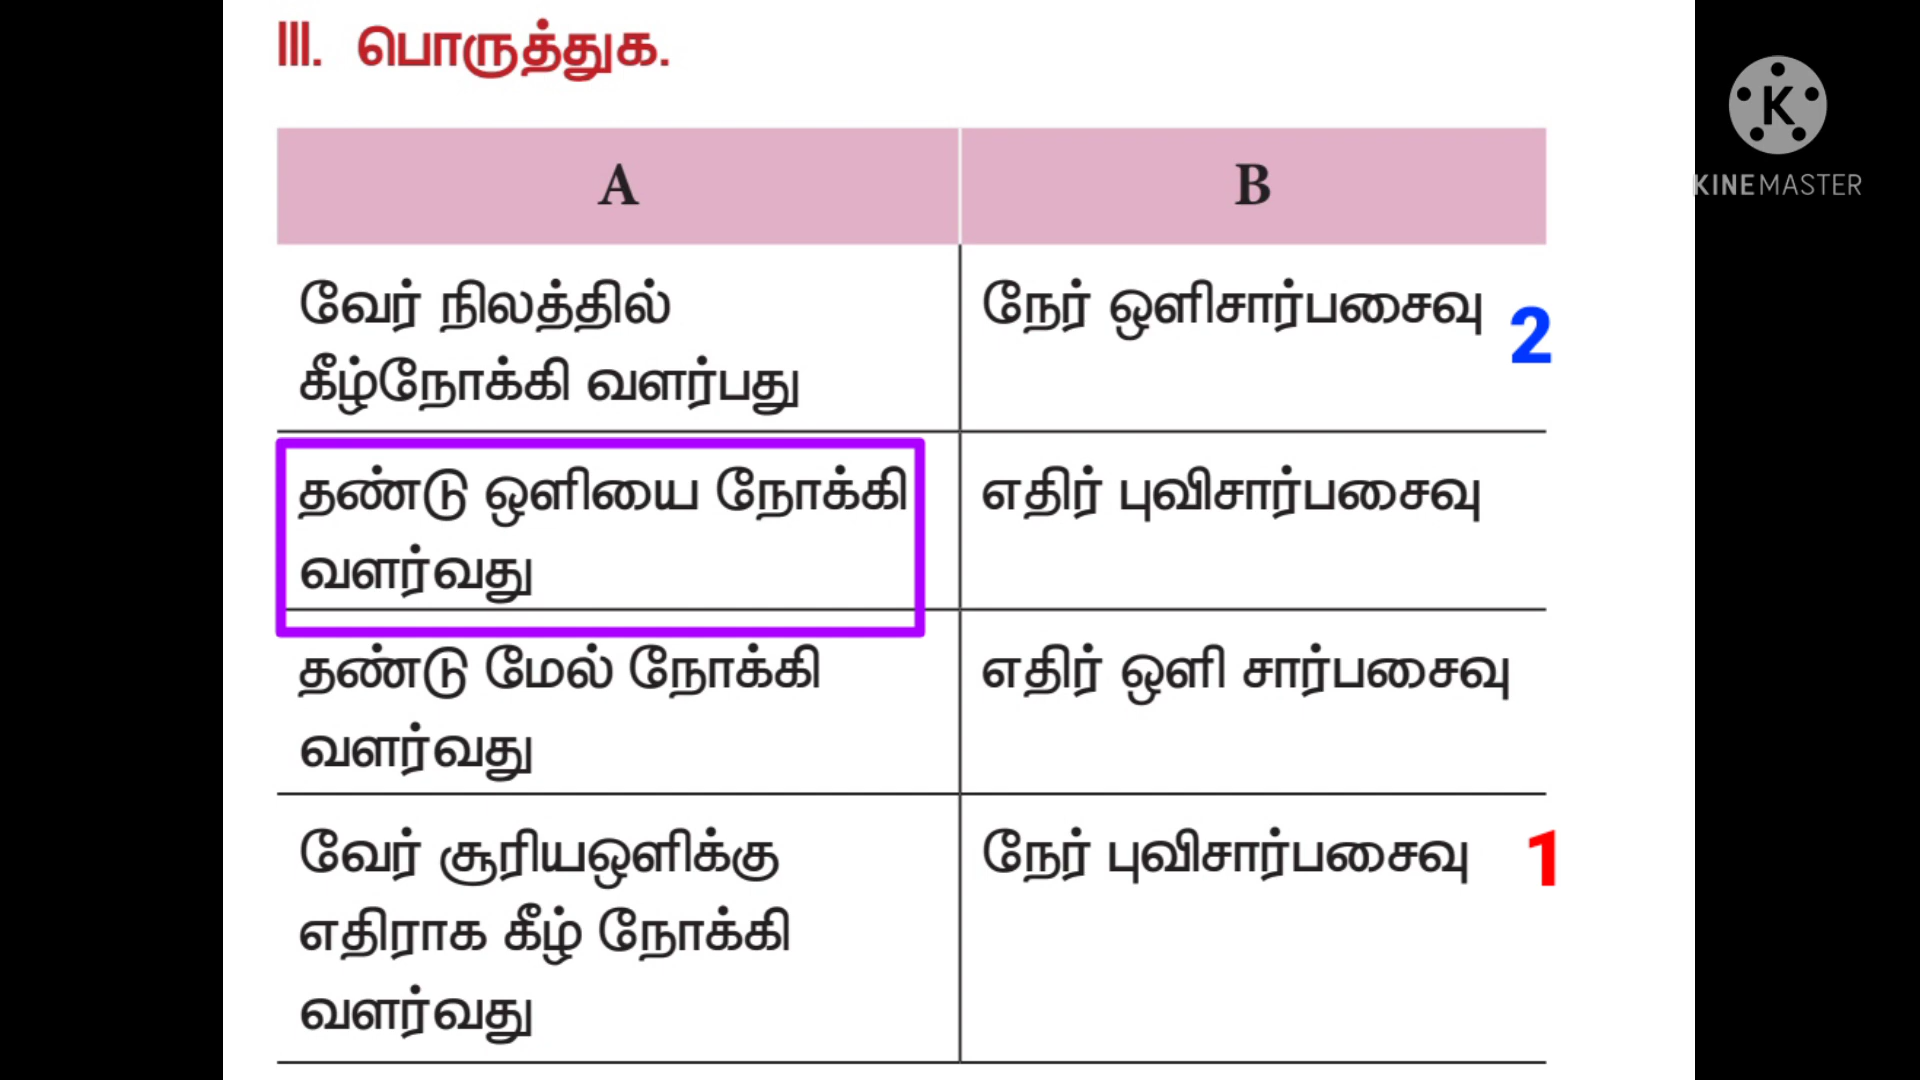 III. பொருத்துக.
KINEMASTER
A
B
வேர் நிலத்தில்
கீழ்நோக்கி வளர்பது
நேர் ஒளிசார்பசைவு 2
தண்டு ஒளியை நோக்கி
வளர்வது
எதிர் புவிசார்பசைவு
தண்டு மேல் நோக்கி
வளர்வது
எதிர் ஒளி சார்பசைவு
வேர் சூரியஒளிக்கு
எதிராக கீழ் நோக்கி
வளர்வது
நேர் புவிசார்பசைவு 1